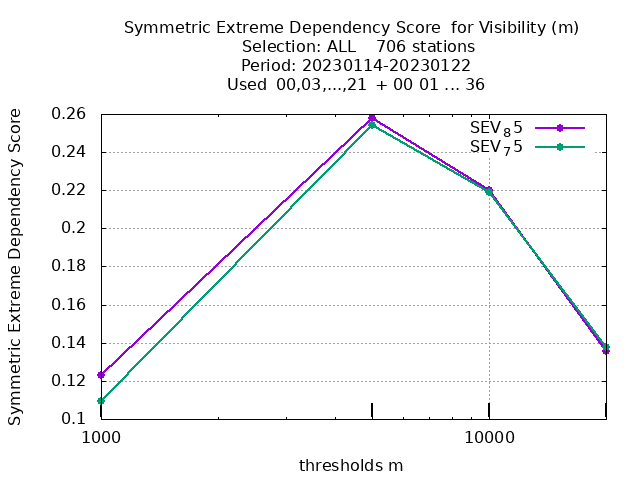 Symmetric Extreme Dependency Score  for Visibility (m)
Selection: ALL    706 stations
Period: 20230114-20230122
Used  00,03,...,21  + 00 01 ... 36
Symmetric Extreme Dependency Score
0.26
0.24
0.22
0.2
0.18
0.16
0.14
0.12
0.1
SEV₈5
SEV₇5
1000
10000
thresholds m